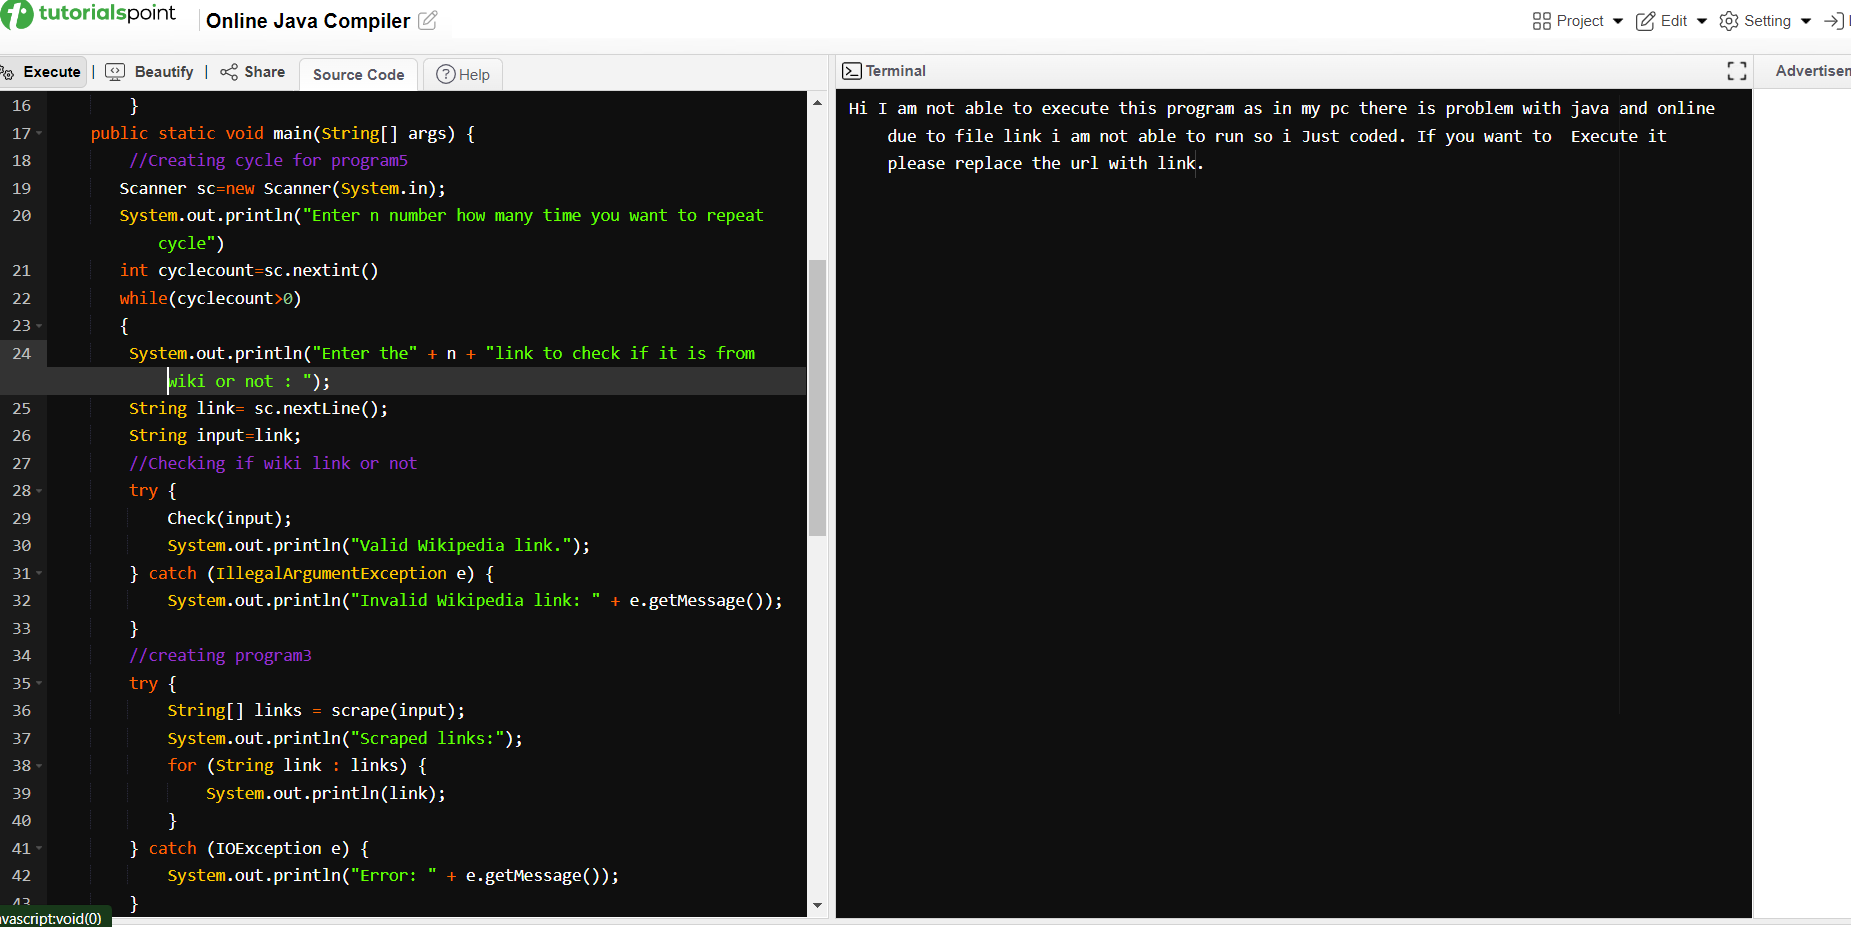 tutorialspoint
Online Java Compiler
Project Edit Setting
Execute | Beautify | Share Source Code Help
Terminal
16 }
17 public static void main(String[] args) {
18 //Creating cycle for program5
19 Scanner sc=new Scanner(System.in);
20 System.out.println("Enter n number how many time you want to repeat
cycle")
21 int cyclecount=sc.nextint()
22 while(cyclecount>0)
23 {
24 System.out.println("Enter the" + n + "link to check if it is from
wiki or not : ");
25 String link= sc.nextLine();
26 String input=link;
27 //Checking if wiki link or not
28 try {
29 Check(input);
30 System.out.println("Valid Wikipedia link.");
31 } catch (IllegalArgumentException e) {
32 System.out.println("Invalid Wikipedia link: " + e.getMessage());
33 }
34 //creating program3
35 try {
36 String[] links = scrape(input);
37 System.out.println("Scraped links:");
38 for (String link : links) {
39 System.out.println(link);
40 }
41 } catch (IOException e) {
42 System.out.println("Error: " + e.getMessage());
43 }
avascript:void(0)
Hi I am not able to execute this program as in my pc there is problem with java and online
due to file link i am not able to run so i Just coded. If you want to  Execute it
please replace the url with link.